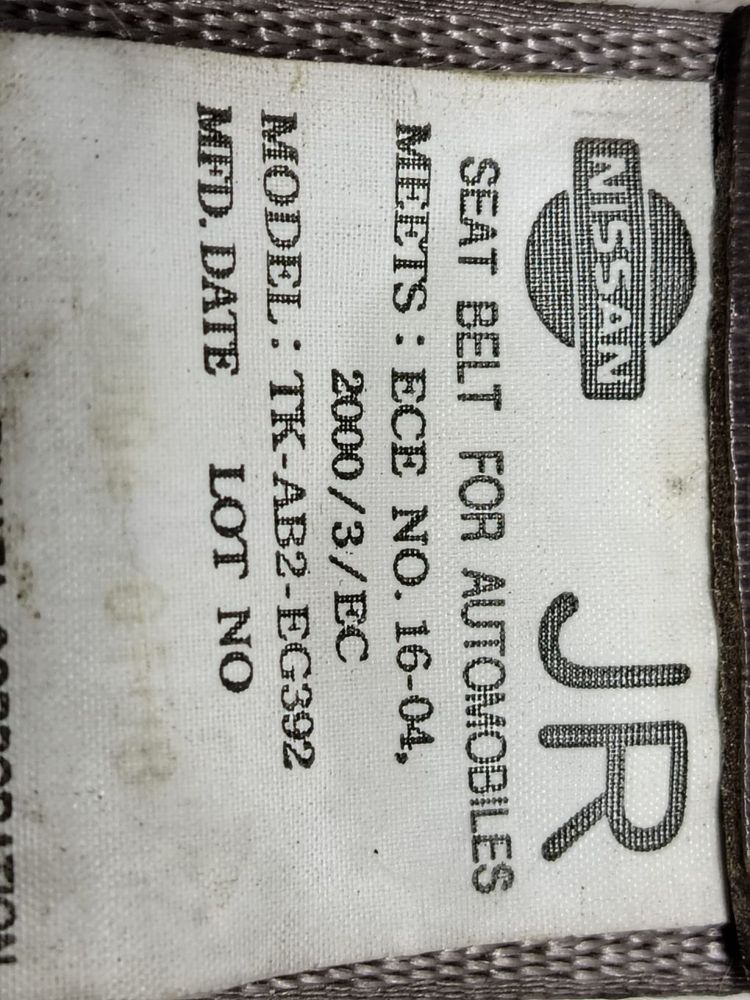 NISSAN JR
SEAT BELT FOR AUTOMOBILES
MEETS : ECE NO. 16-04,
2000/3/EC
MODEL : TK-AB2-EG392
MFD. DATE LOT NO
CORPORATION